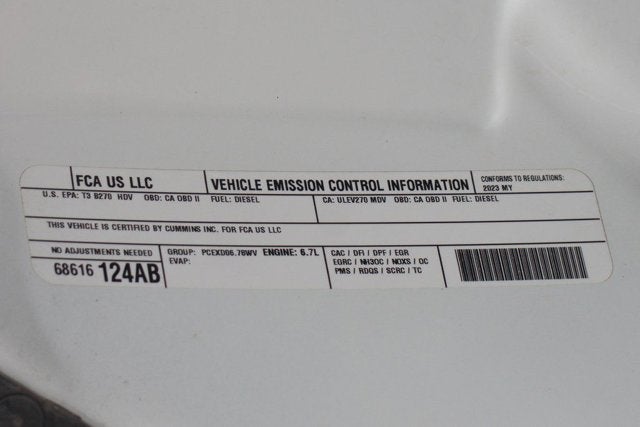 FCA US LLC
VEHICLE EMISSION CONTROL INFORMATION
CONFORMS TO REGULATIONS:
2023 MY
U.S. EPA: T3 B270 HDV OBD: CA OBD II FUEL: DIESEL
CA: ULEV270 MDV OBD: CA OBD II FUEL: DIESEL
THIS VEHICLE IS CERTIFIED BY CUMMINS INC. FOR FCA US LLC
NO ADJUSTMENTS NEEDED
68616 124AB
GROUP: PCEXD06.78WV ENGINE: 6.7L
EVAP:
CAC / DFI / DPF / EGR
EGRC / NH3OC / NOXS / OC
PMS / RDQS / SCRC / TC